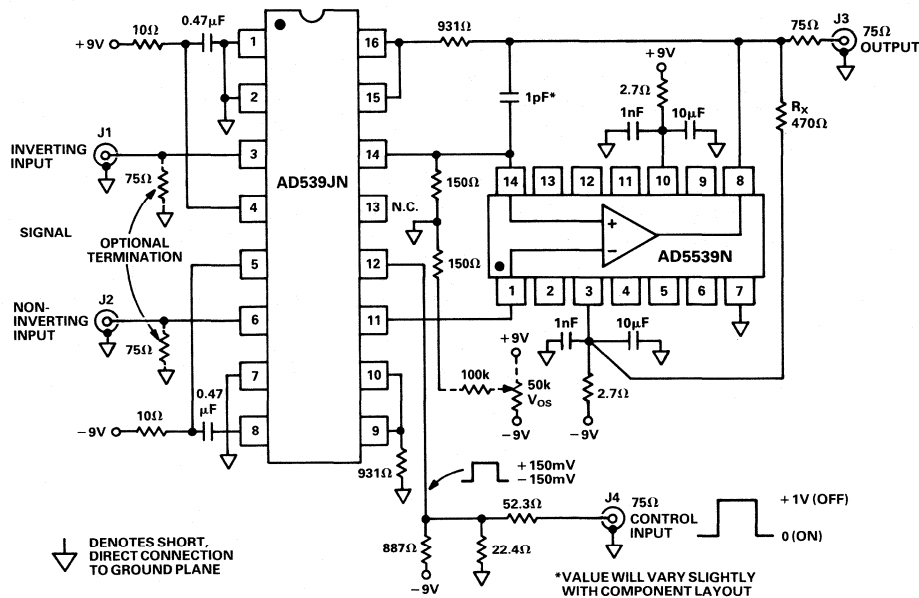 +9V
10Ω
0.47μF
1
2
3
4
5
6
7
8
AD539JN
16
15
14
13
12
11
10
9
931Ω
1pF*
+9V
2.7Ω
1nF
10μF
75Ω
J3
75Ω
OUTPUT
RX
470Ω
INVERTING
INPUT
J1
75Ω
SIGNAL
OPTIONAL
TERMINATION
NON-
INVERTING
INPUT
J2
75Ω
-9V
10Ω
0.47
μF
N.C.
150Ω
150Ω
14
13
12
11
10
9
8
+
−
AD5539N
1
2
3
4
5
6
7
1nF
10μF
2.7Ω
-9V
+9V
100k
50k
VOS
-9V
931Ω
+150mV
-150mV
52.3Ω
J4
75Ω
CONTROL
INPUT
+1V (OFF)
0 (ON)
887Ω
22.4Ω
-9V
DENOTES SHORT,
DIRECT CONNECTION
TO GROUND PLANE
*VALUE WILL VARY SLIGHTLY
WITH COMPONENT LAYOUT